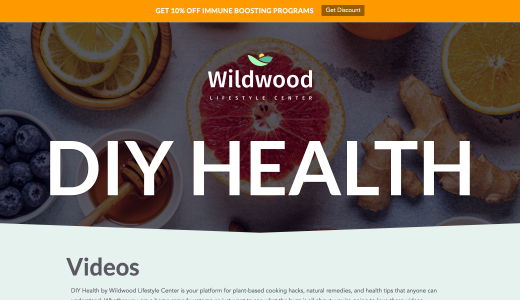 GET 10% OFF IMMUNE BOOSTING PROGRAMS Get Discount
Wildwood
LIFESTYLE CENTER
DIY HEALTH
Videos
DIY Health by Wildwood Lifestyle Center is your platform for plant-based cooking hacks, natural remedies, and health tips that anyone can